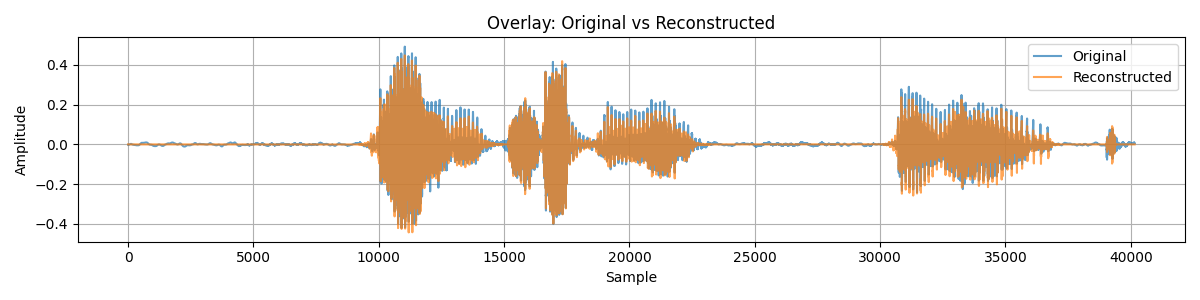 Overlay: Original vs Reconstructed
Original
Reconstructed
Amplitude
0.4
0.2
0.0
−0.2
−0.4
0 5000 10000 15000 20000 25000 30000 35000 40000
Sample